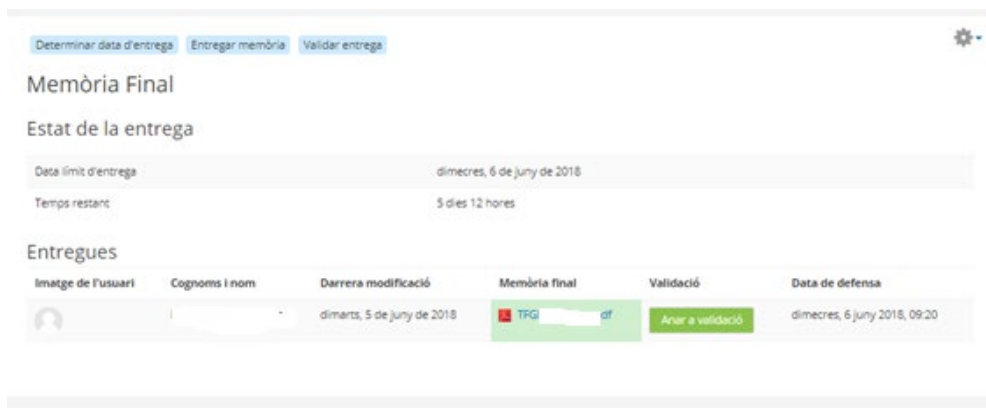 Determinar data d'entrega Entregar memòria Validar entrega
Memòria Final
Estat de la entrega
Data límit d'entrega dimecres, 6 de juny de 2018
Temps restant 5 dies 12 hores
Entregues
Imatge de l'usuari Cognoms i nom Darrera modificació Memòria final Validació Data de defensa
dimarts, 5 de juny de 2018 TFG df Anar a validació dimecres, 6 juny 2018, 09:20